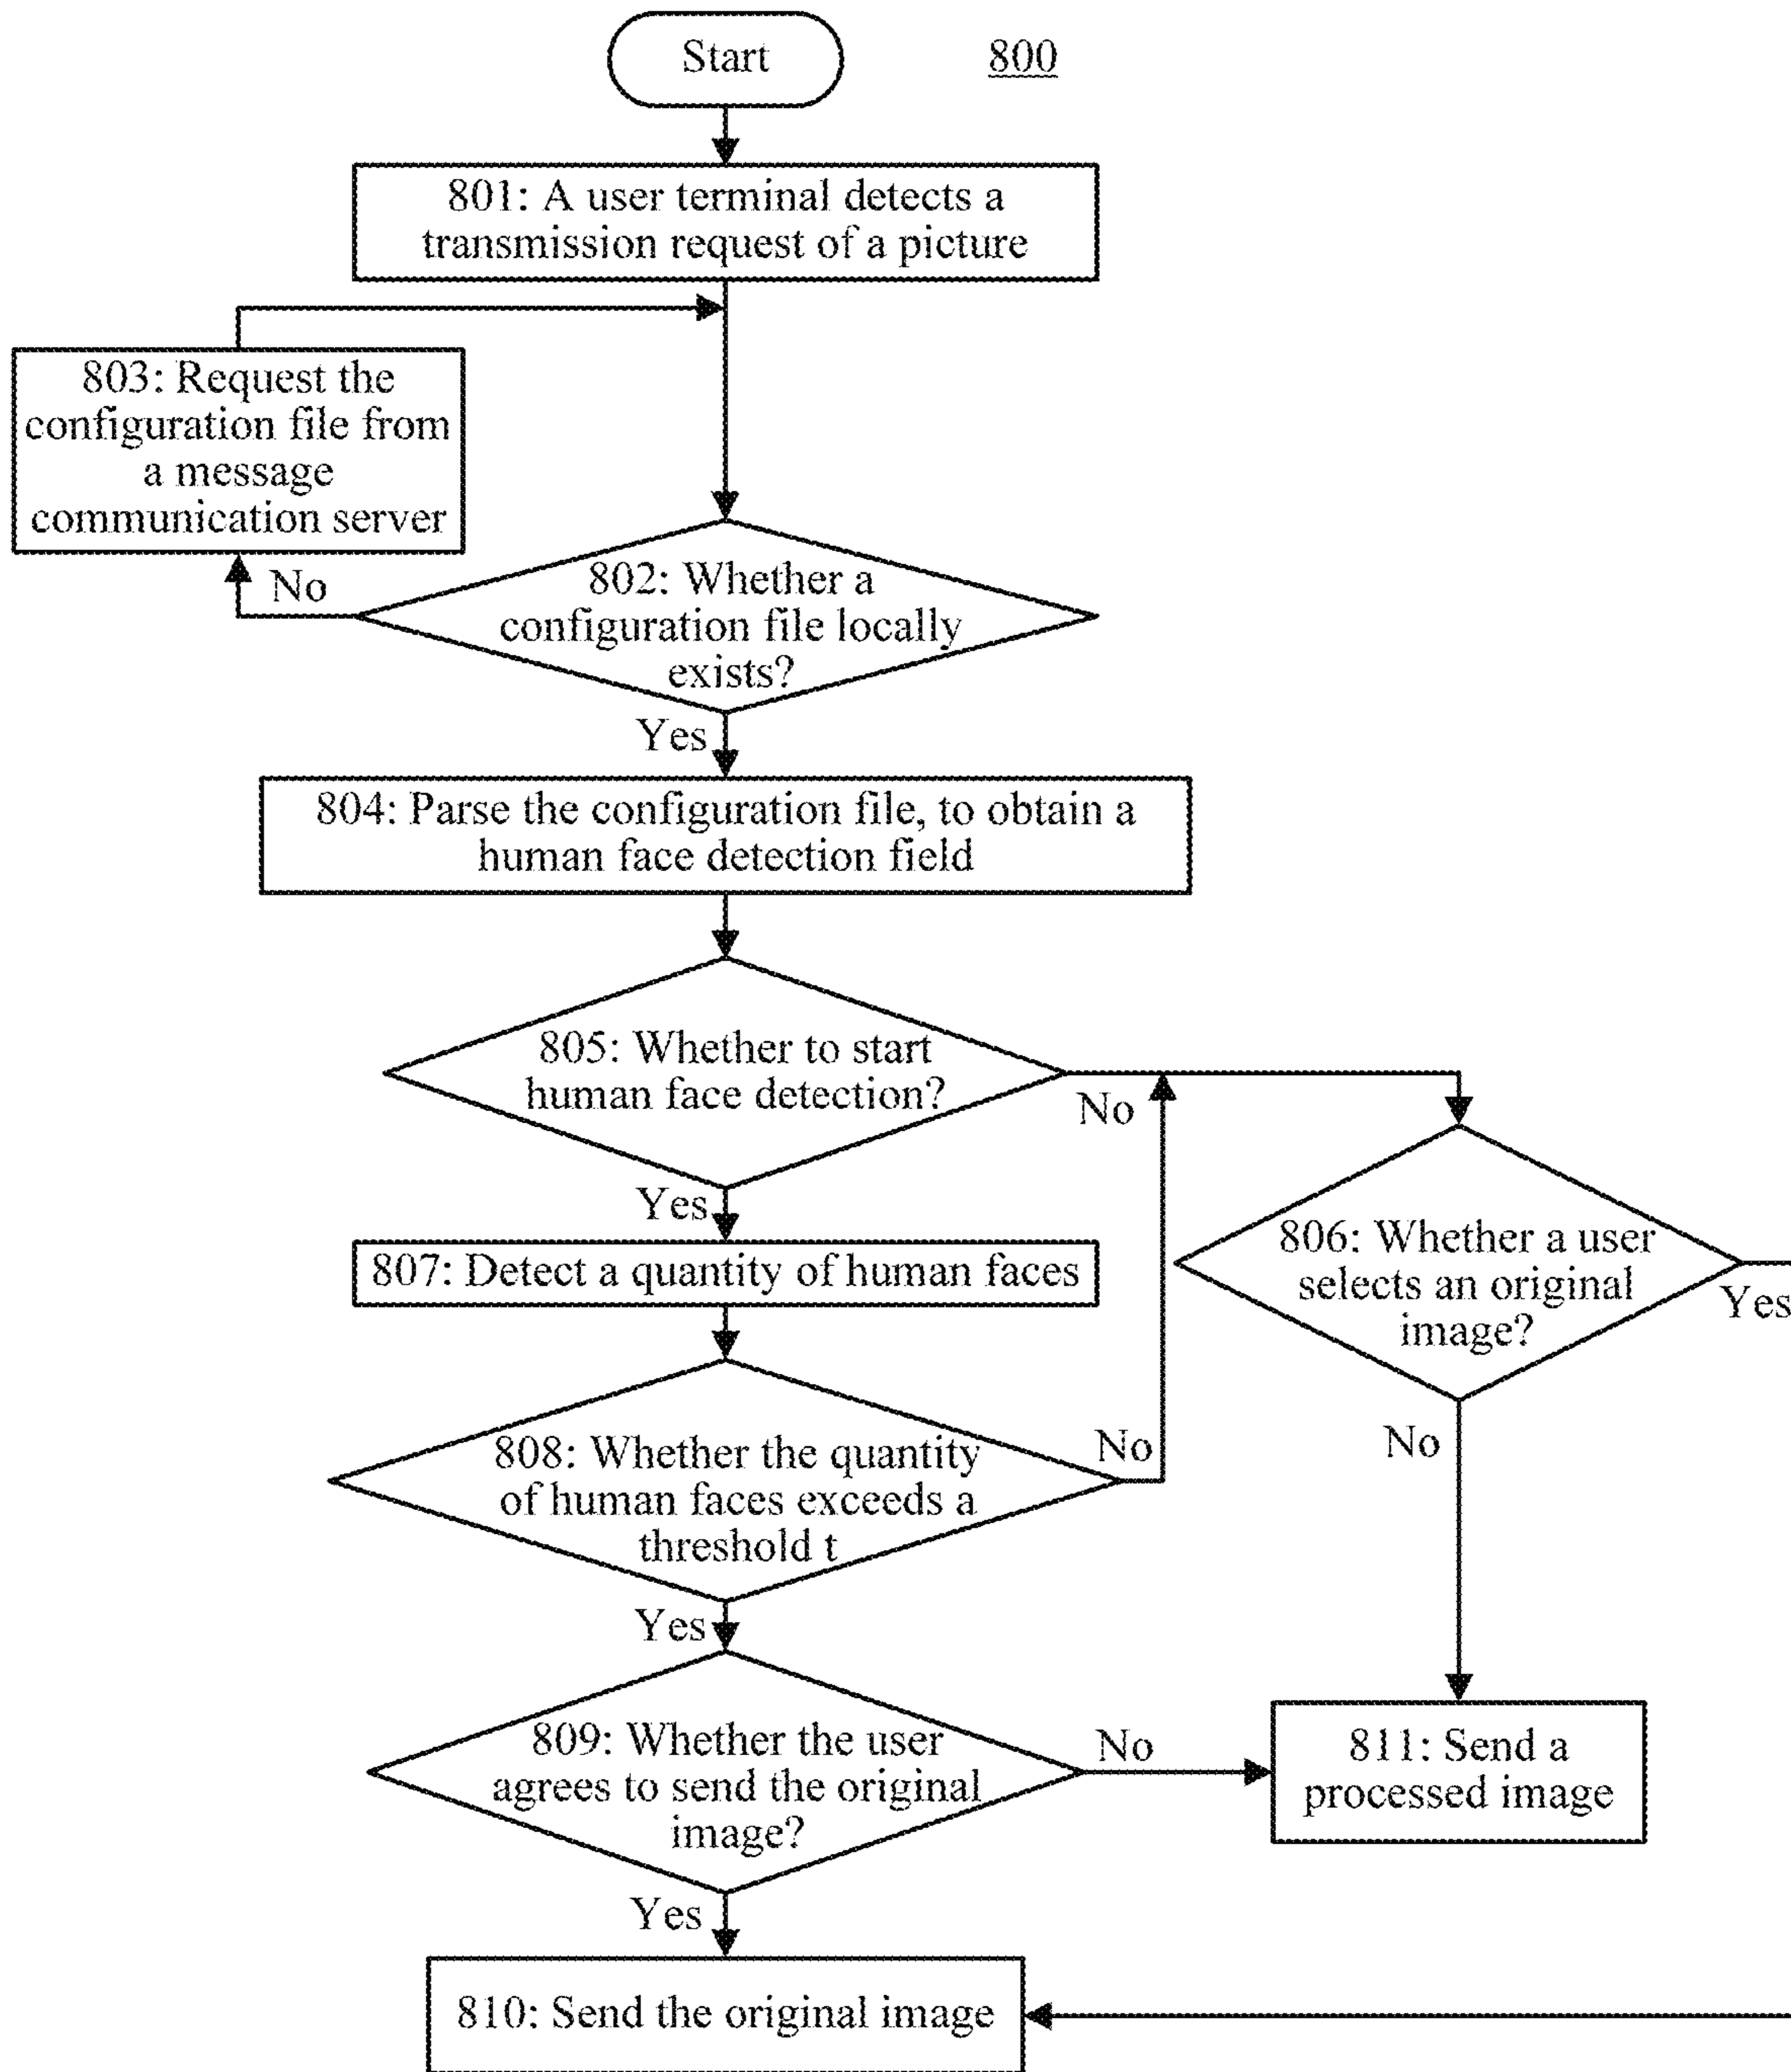 Start
800
801: A user terminal detects a
transmission request of a picture
803: Request the
configuration file from
a message
communication server
No
802: Whether a
configuration file locally
exists?
Yes
804: Parse the configuration file, to obtain a
human face detection field
805: Whether to start
human face detection?
No
Yes
806: Whether a user
selects an original
image?
Yes
807: Detect a quantity of human faces
No
808: Whether the quantity
of human faces exceeds a
threshold t
No
Yes
809: Whether the user
agrees to send the original
image?
No
811: Send a
processed image
Yes
810: Send the original image